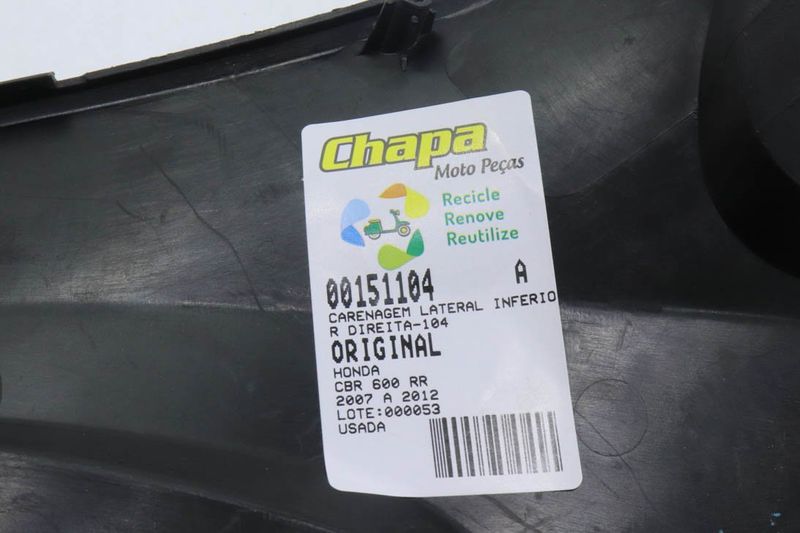 Chapa
Moto Peças
Recicle
Renove
Reutilize
00151104 A
CARENAGEM LATERAL INFERIO
R DIREITA-104
ORIGINAL
HONDA
CBR 600 RR
2007 A 2012
LOTE:000053
USADA